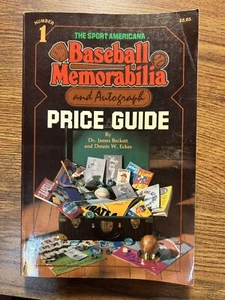 NUMBER
1
THE SPORT AMERICANA
$8.95
Baseball
Memorabilia
and Autograph
PRICE GUIDE
By
Dr. James Beckett
and Dennis W. Eckes